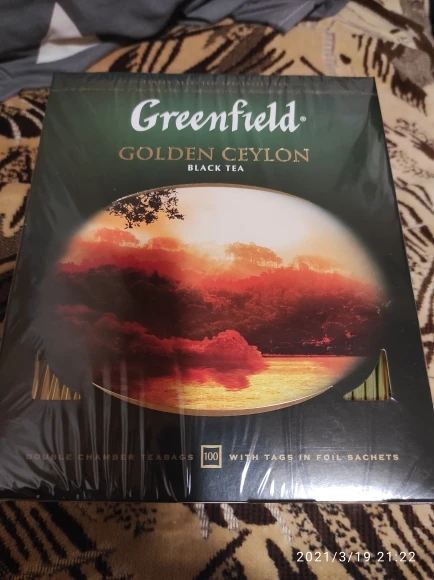 Greenfield®
GOLDEN CEYLON
BLACK TEA
DOUBLE CHAMBER TEABAGS 100 WITH TAGS IN FOIL SACHETS
2021/3/19 21:22